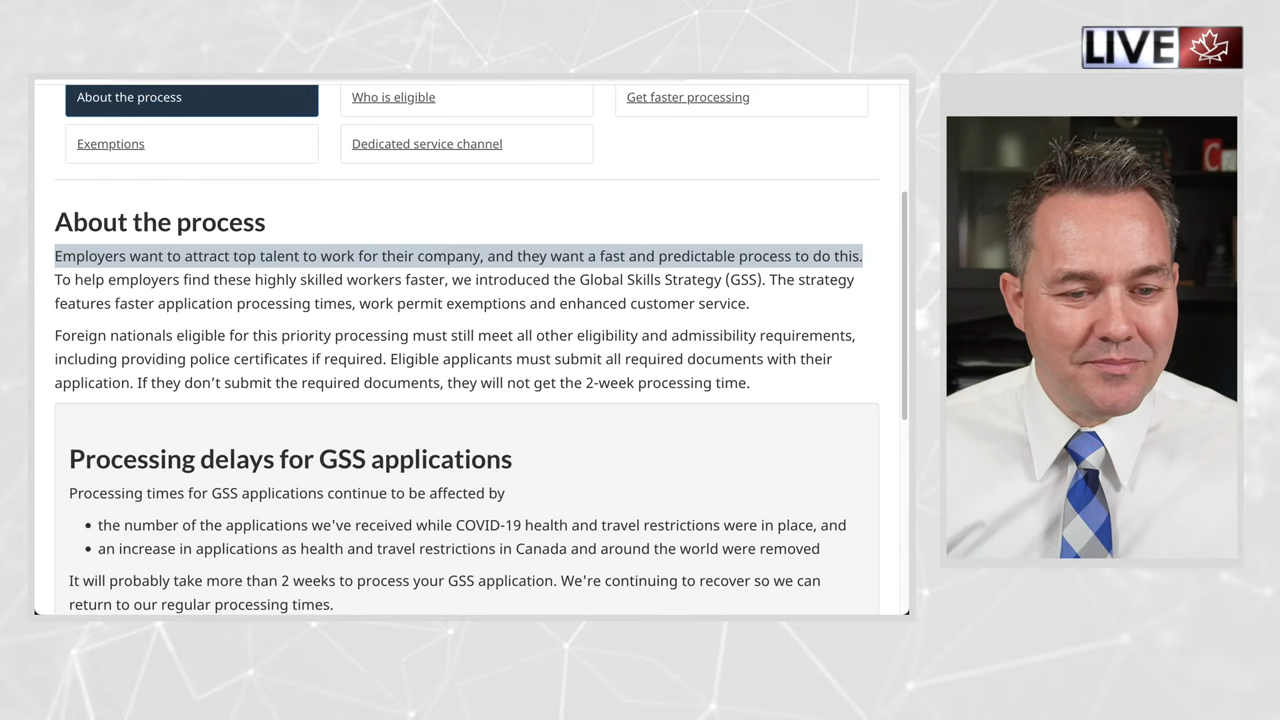 LIVE
About the process
Who is eligible
Get faster processing
Exemptions
Dedicated service channel
About the process
Employers want to attract top talent to work for their company, and they want a fast and predictable process to do this.
To help employers find these highly skilled workers faster, we introduced the Global Skills Strategy (GSS). The strategy
features faster application processing times, work permit exemptions and enhanced customer service.
Foreign nationals eligible for this priority processing must still meet all other eligibility and admissibility requirements,
including providing police certificates if required. Eligible applicants must submit all required documents with their
application. If they don’t submit the required documents, they will not get the 2-week processing time.
Processing delays for GSS applications
Processing times for GSS applications continue to be affected by
• the number of the applications we've received while COVID-19 health and travel restrictions were in place, and
• an increase in applications as health and travel restrictions in Canada and around the world were removed
It will probably take more than 2 weeks to process your GSS application. We're continuing to recover so we can
return to our regular processing times.
C